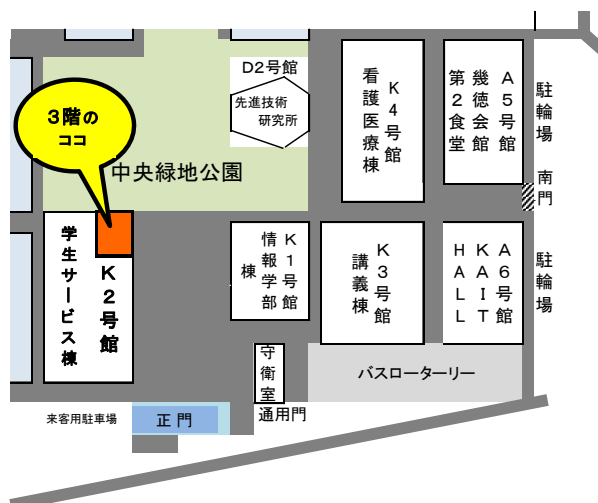 D2号館
先進技術
研究所
3階の
ココ
中央緑地公園
K4号館
看護医療棟
A5号館
幾徳会館
第2食堂
駐輪場
南門
K2号館
学生サービス棟
K1号館
情報学部
棟
K3号館
講義棟
A6号館
KAIT
HALL
駐輪場
守衛室
バスローターリー
来客用駐車場
正門
通用門